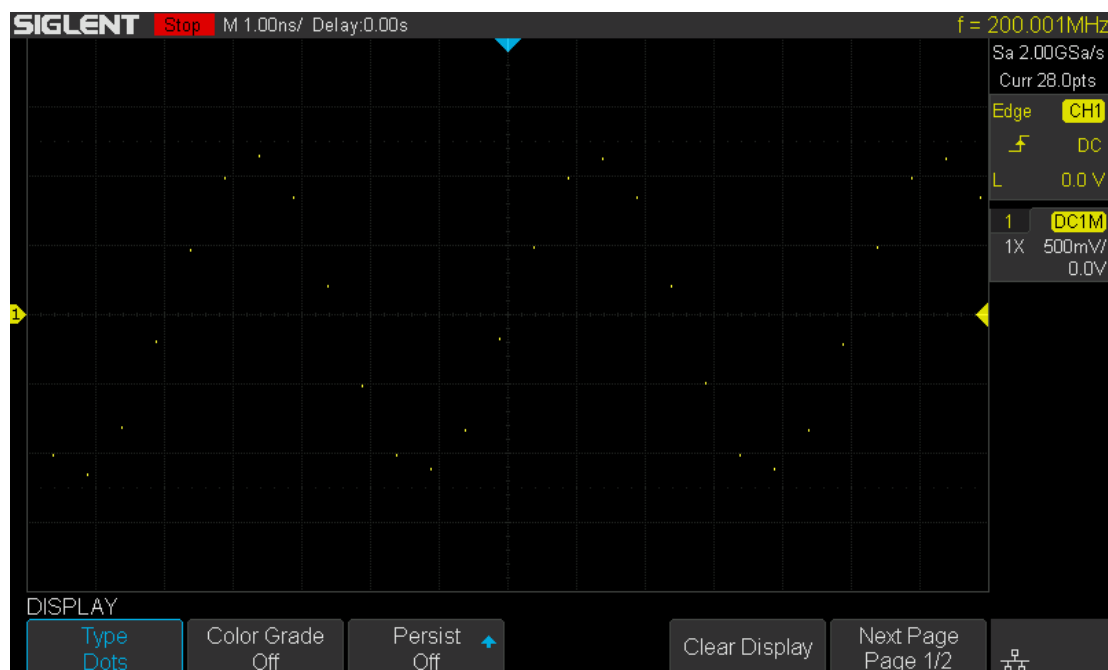 SIGLENT Stop M 1.00ns/ Delay:0.00s f = 200.001MHz
Sa 2.00GSa/s
Curr 28.0pts
Edge CH1
DC
L 0.0 V
1 DC1M
1X 500mV/
0.0V
1
DISPLAY
Type
Dots
Color Grade
Off
Persist
Off
Clear Display
Next Page
Page 1/2